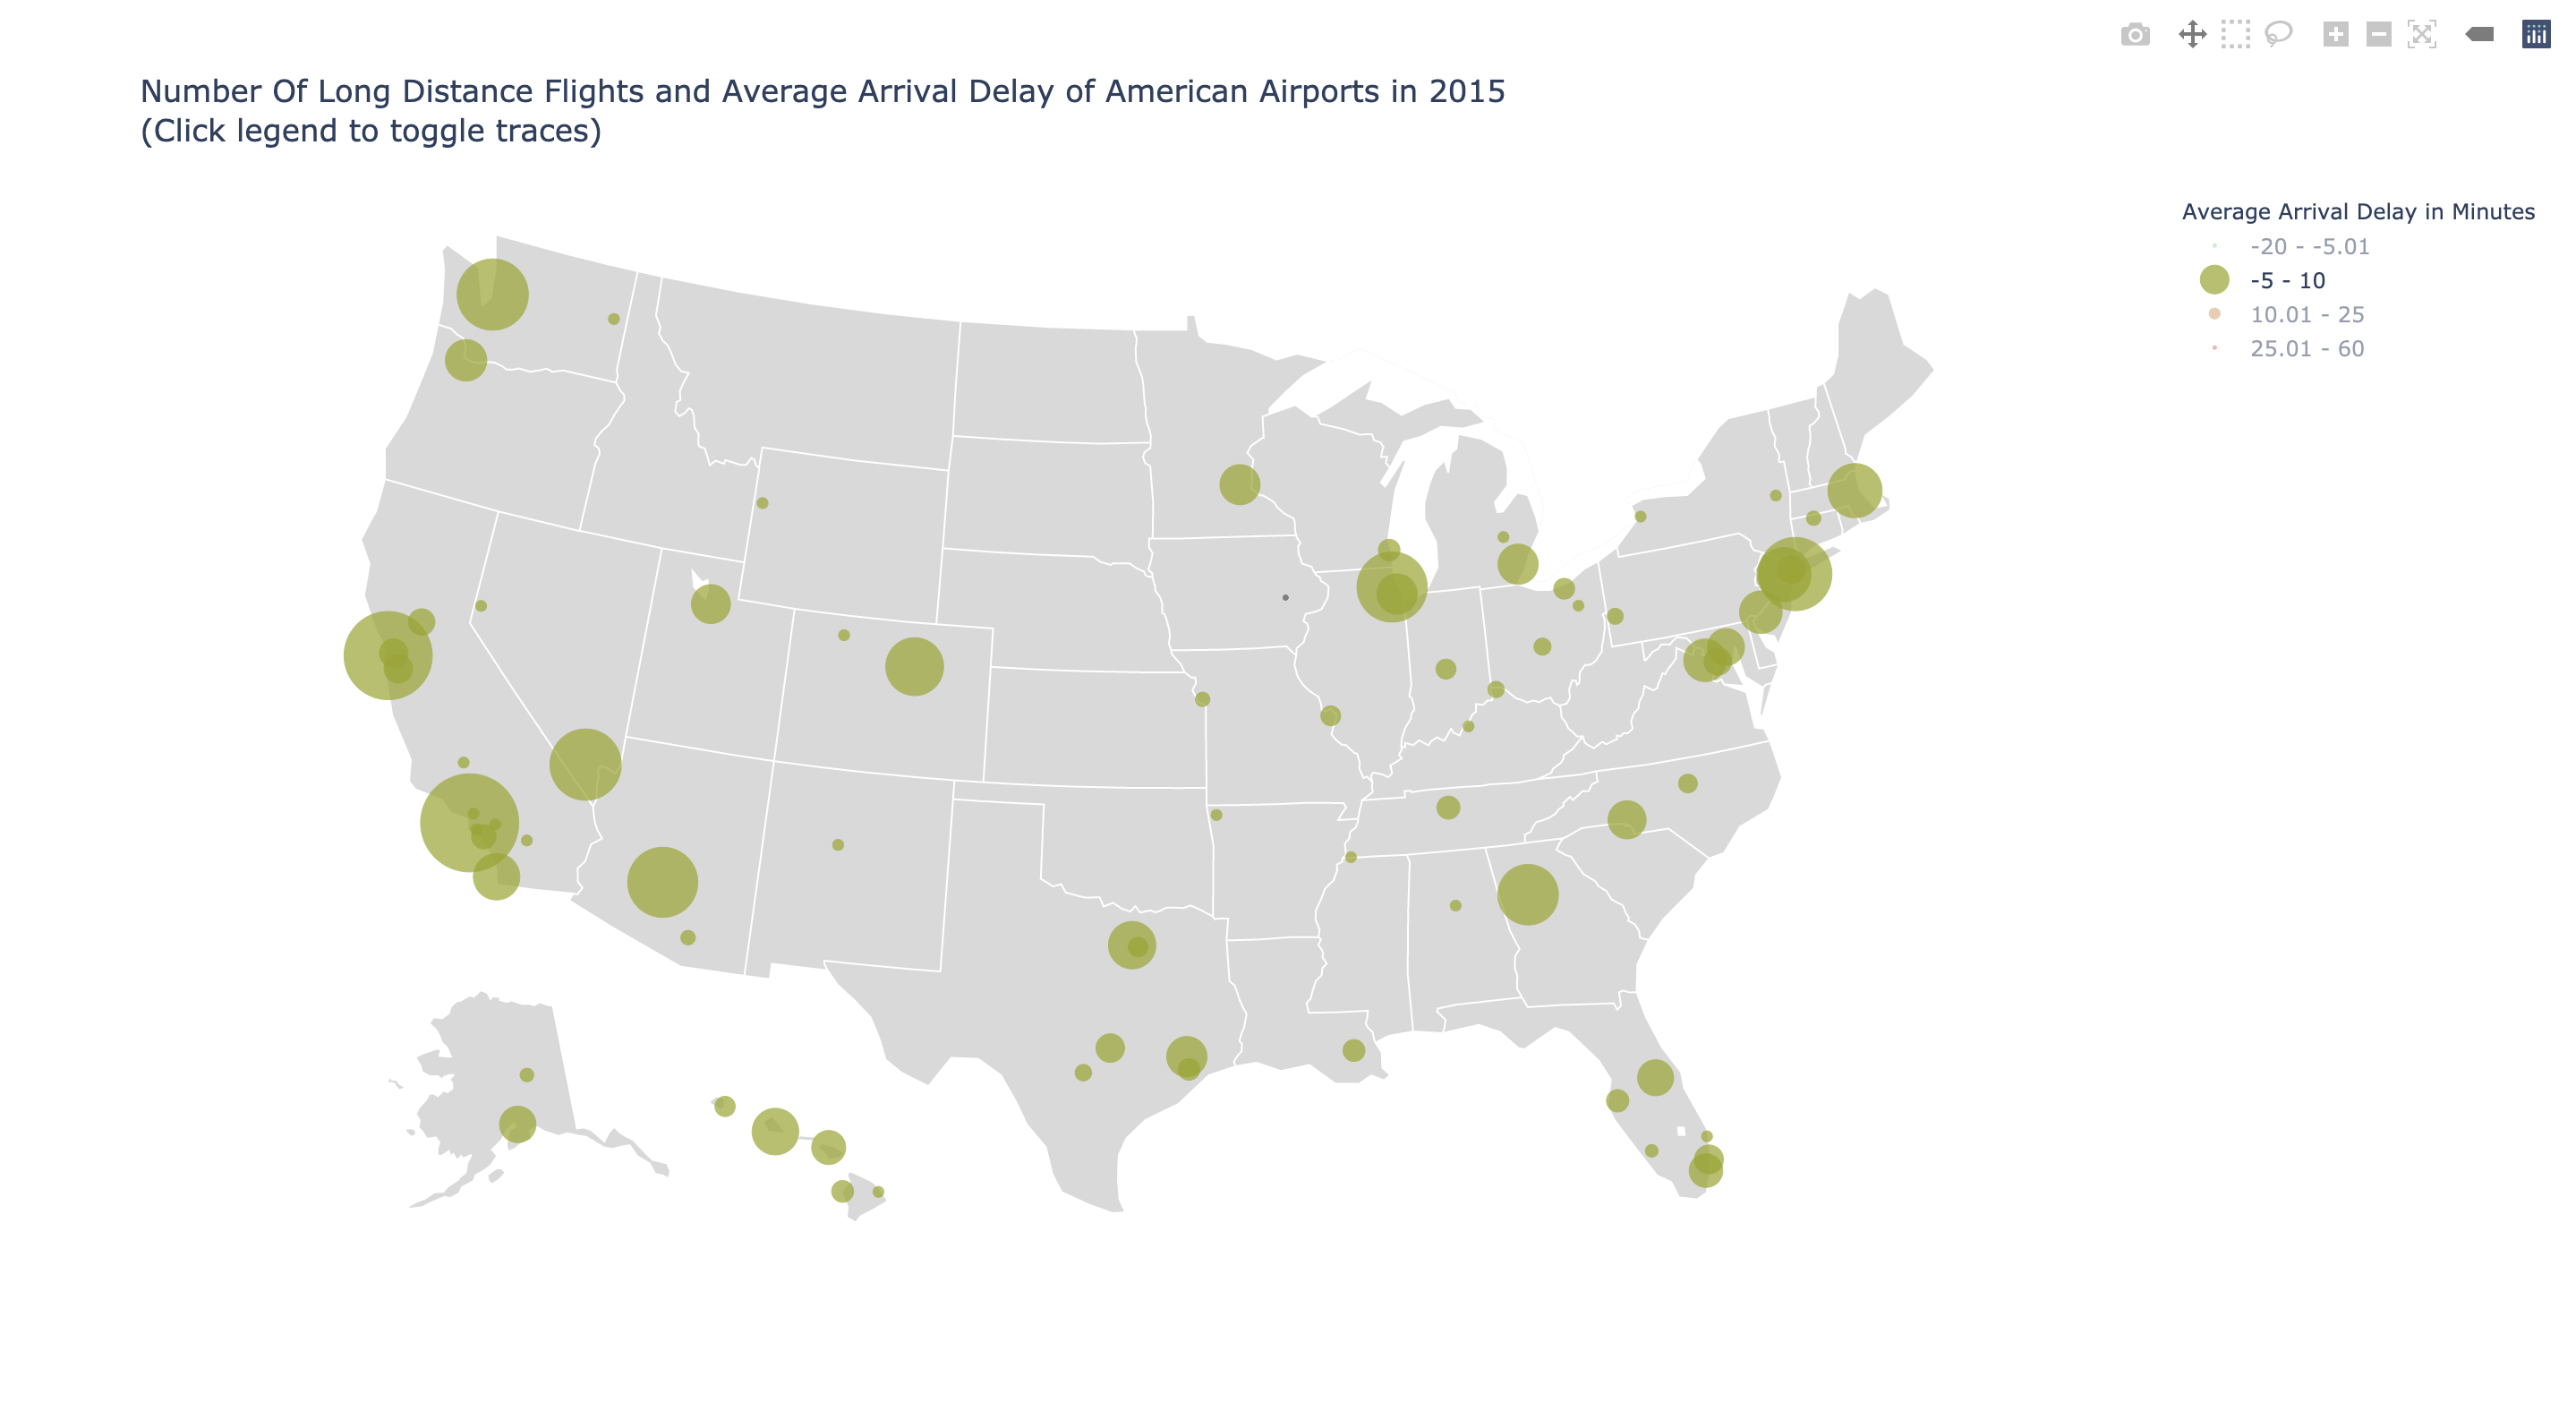 Number Of Long Distance Flights and Average Arrival Delay of American Airports in 2015
(Click legend to toggle traces)
Average Arrival Delay in Minutes
-20 - -5.01
-5 - 10
10.01 - 25
25.01 - 60